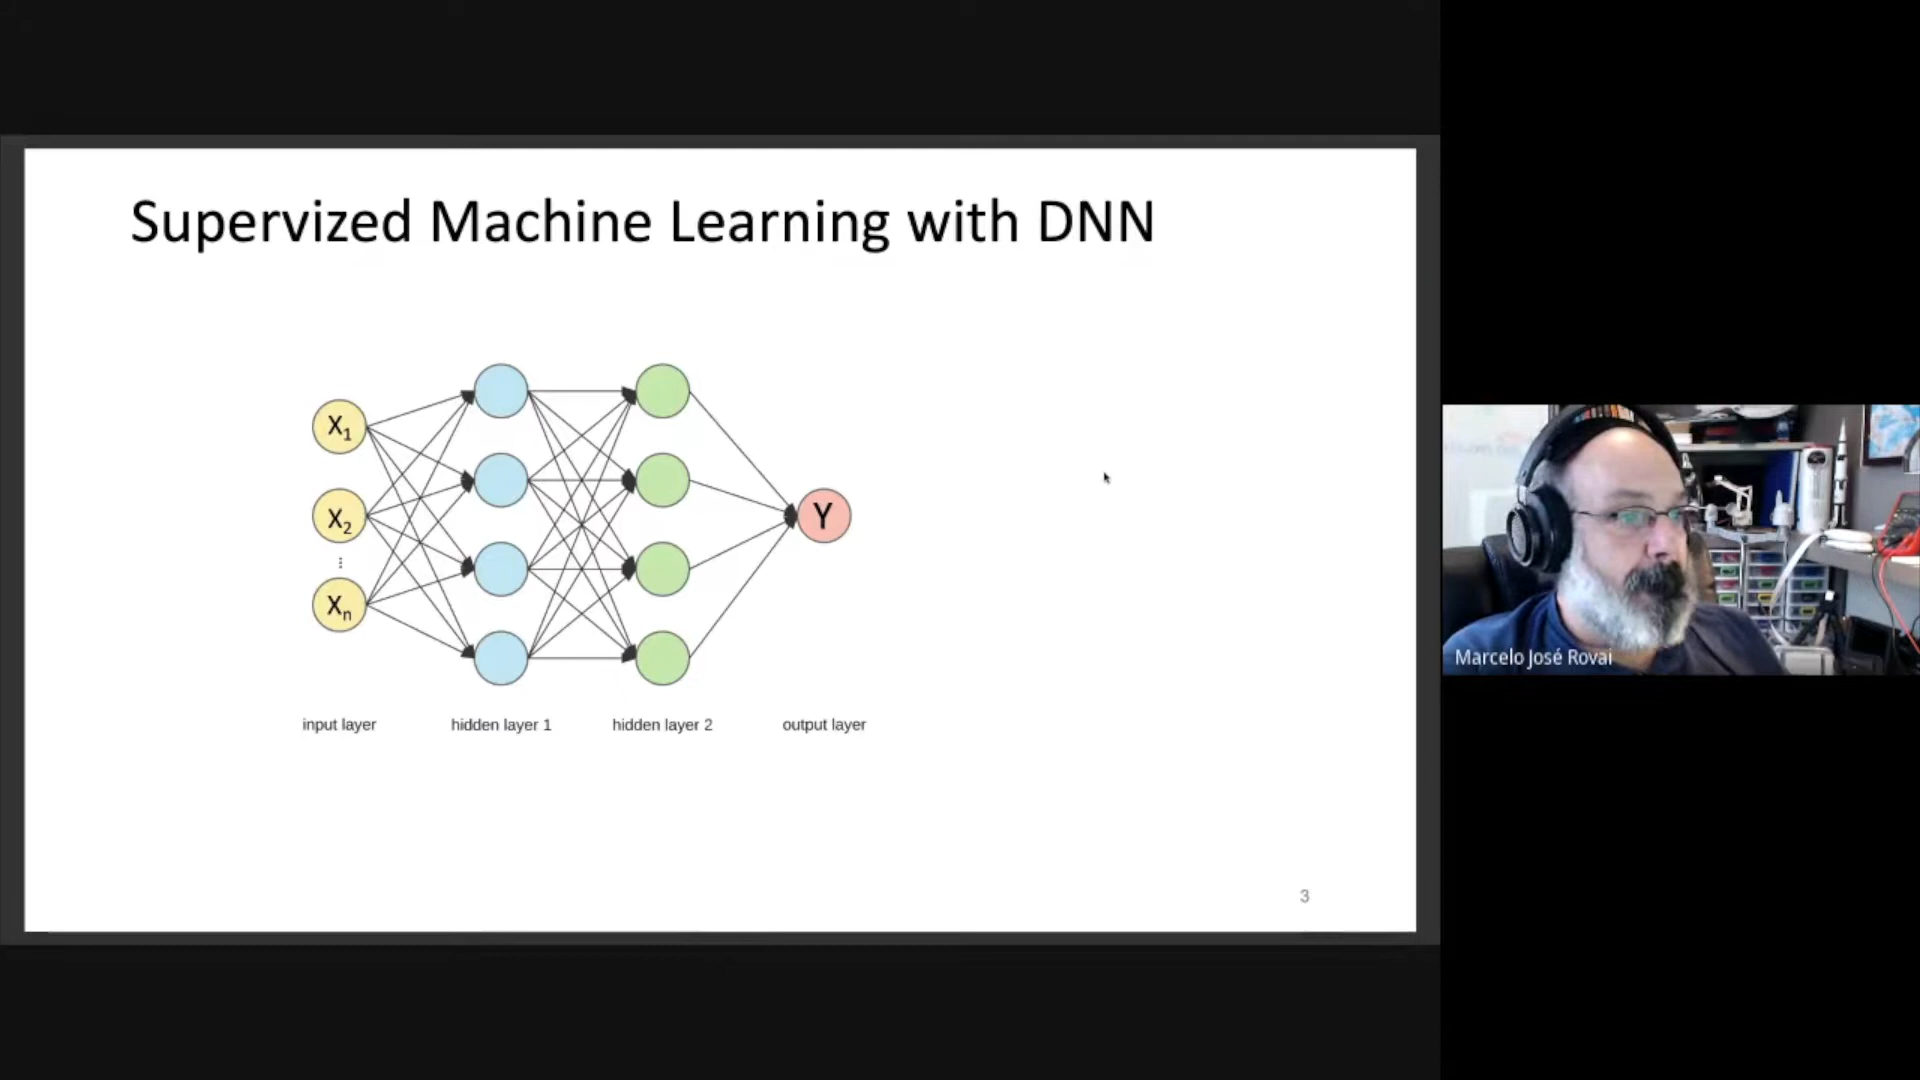 Supervized Machine Learning with DNN
X1
X2
⋮
Xn
Y
input layer
hidden layer 1
hidden layer 2
output layer
3
Marcelo José Rovai